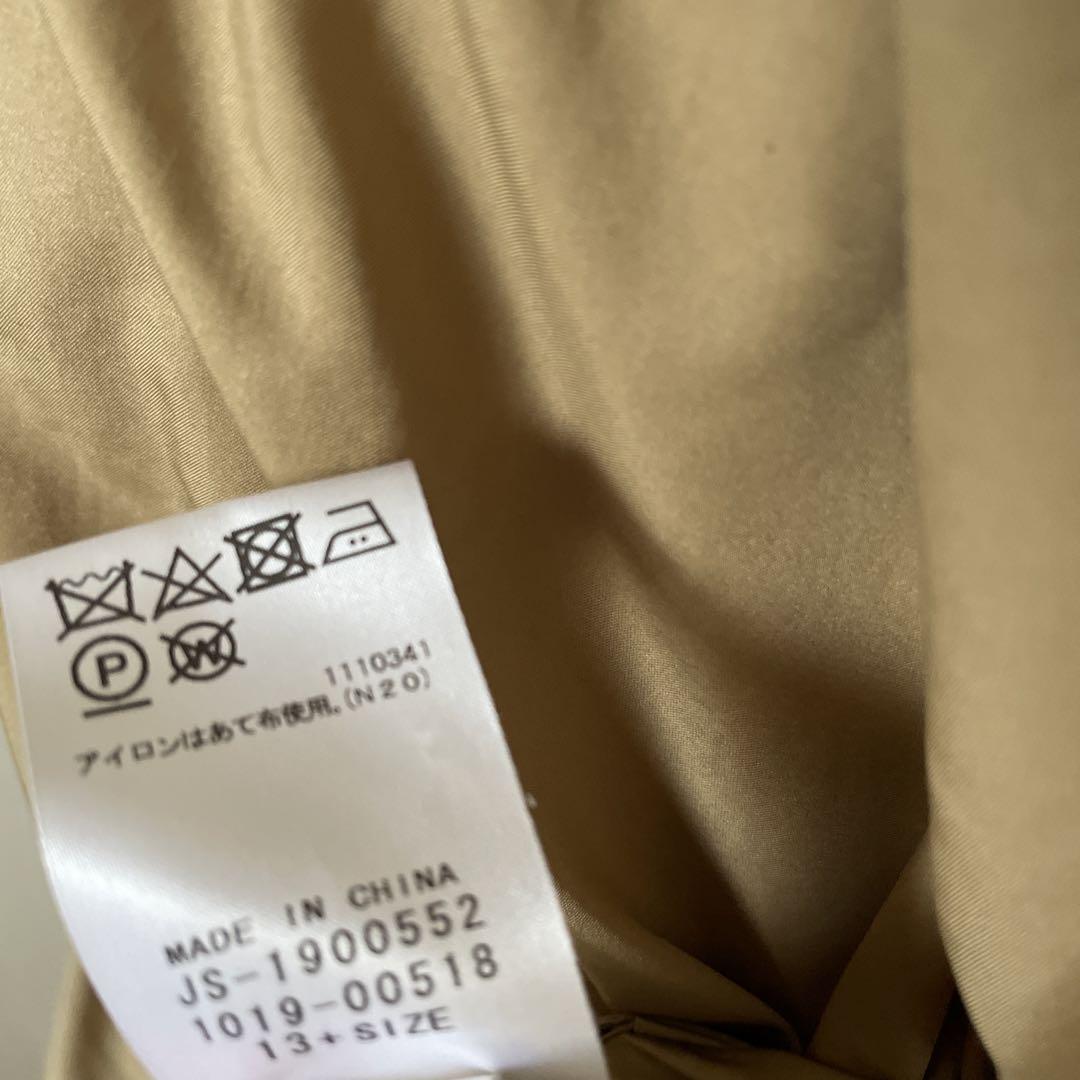 P W
1110341
アイロンはあて布使用。(N20)
MADE IN CHINA
JS-1900552
1019-00518
13+SIZE